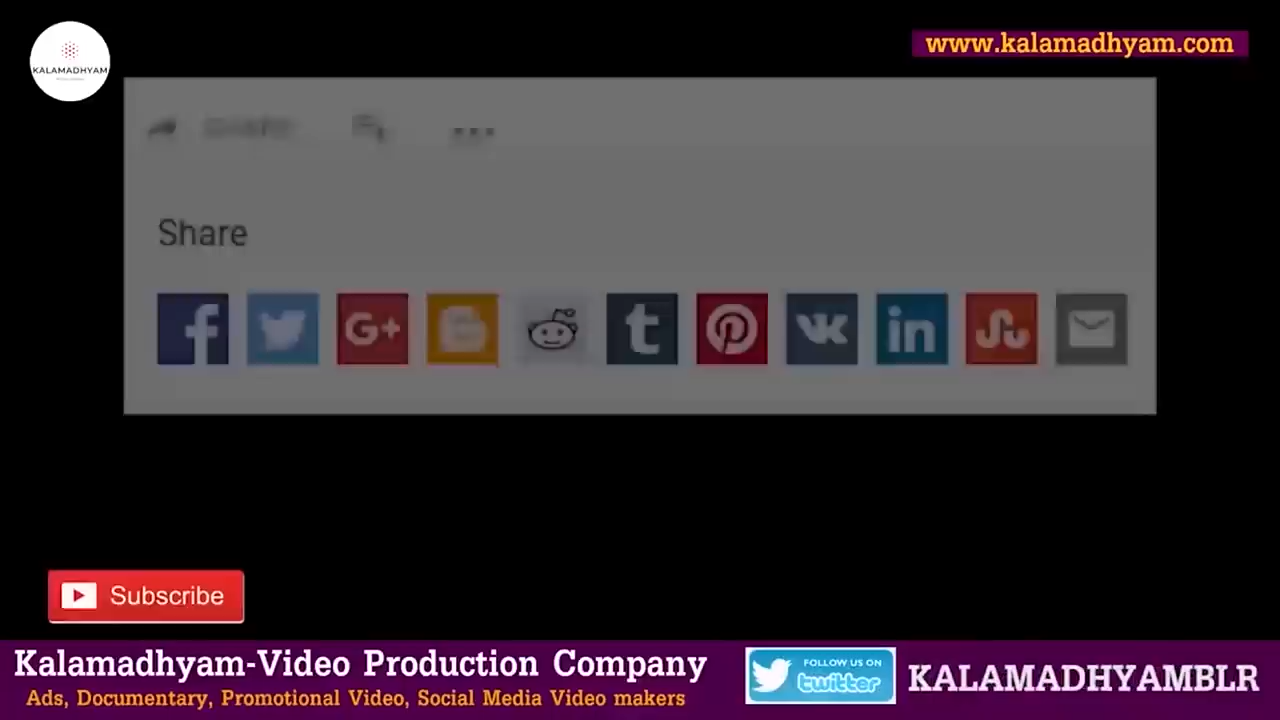 www.kalamadhyam.com
KALAMADHYAM
Share
G+
Subscribe
Kalamadhyam-Video Production Company
Ads, Documentary, Promotional Video, Social Media Video makers
FOLLOW US ON
twitter
KALAMADHYAMBLR